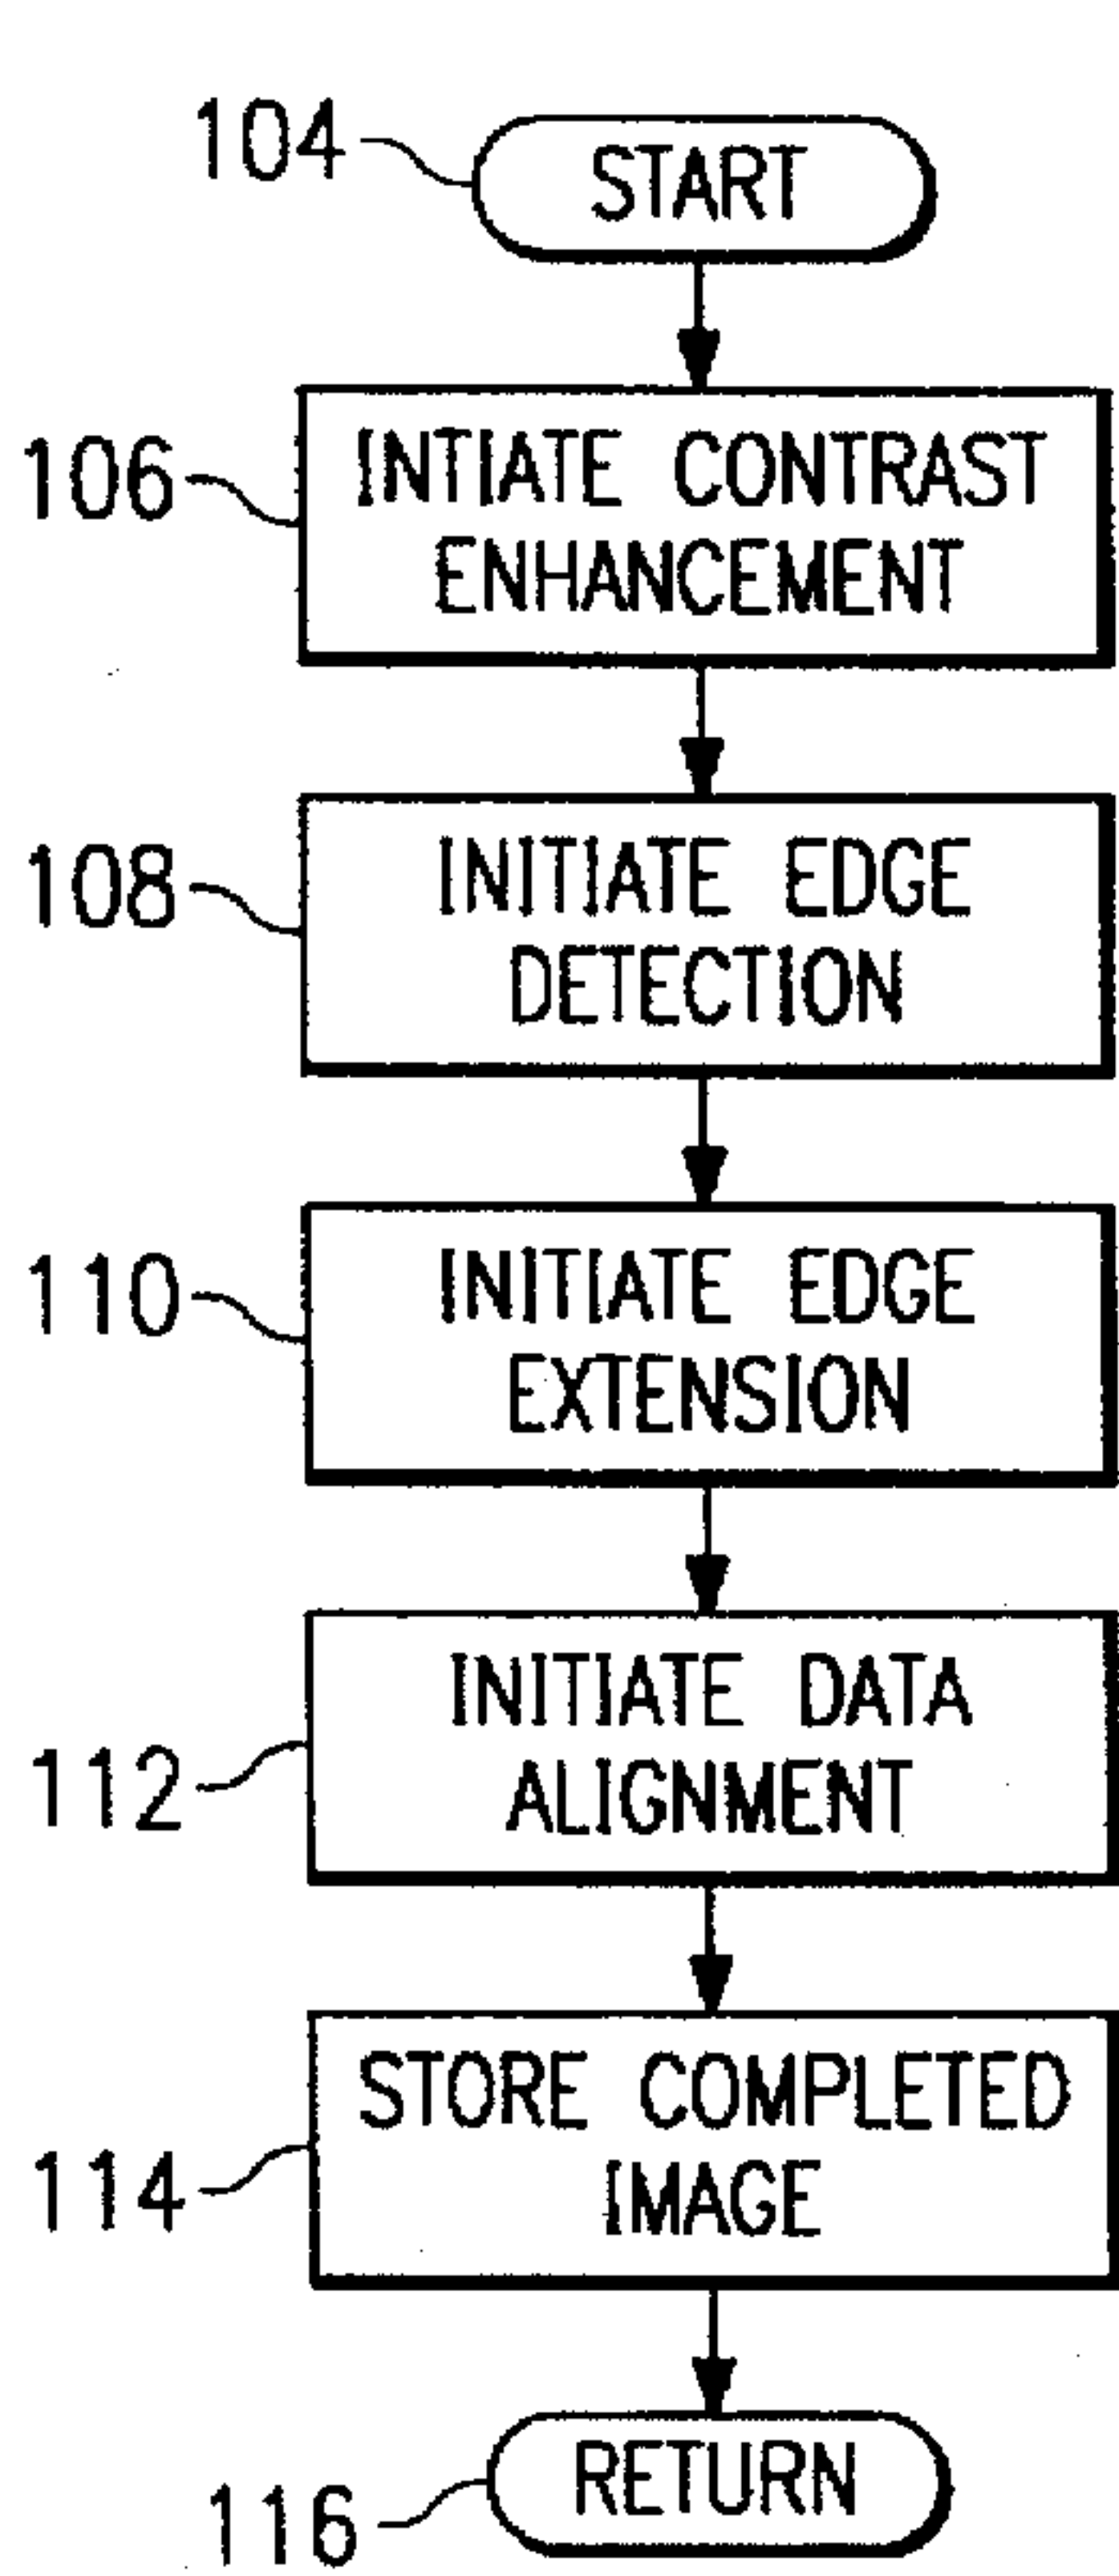 104
START
106
INTIATE CONTRAST
ENHANCEMENT
108
INITIATE EDGE
DETECTION
110
INITIATE EDGE
EXTENSION
112
INITIATE DATA
ALIGNMENT
114
STORE COMPLETED
IMAGE
116
RETURN